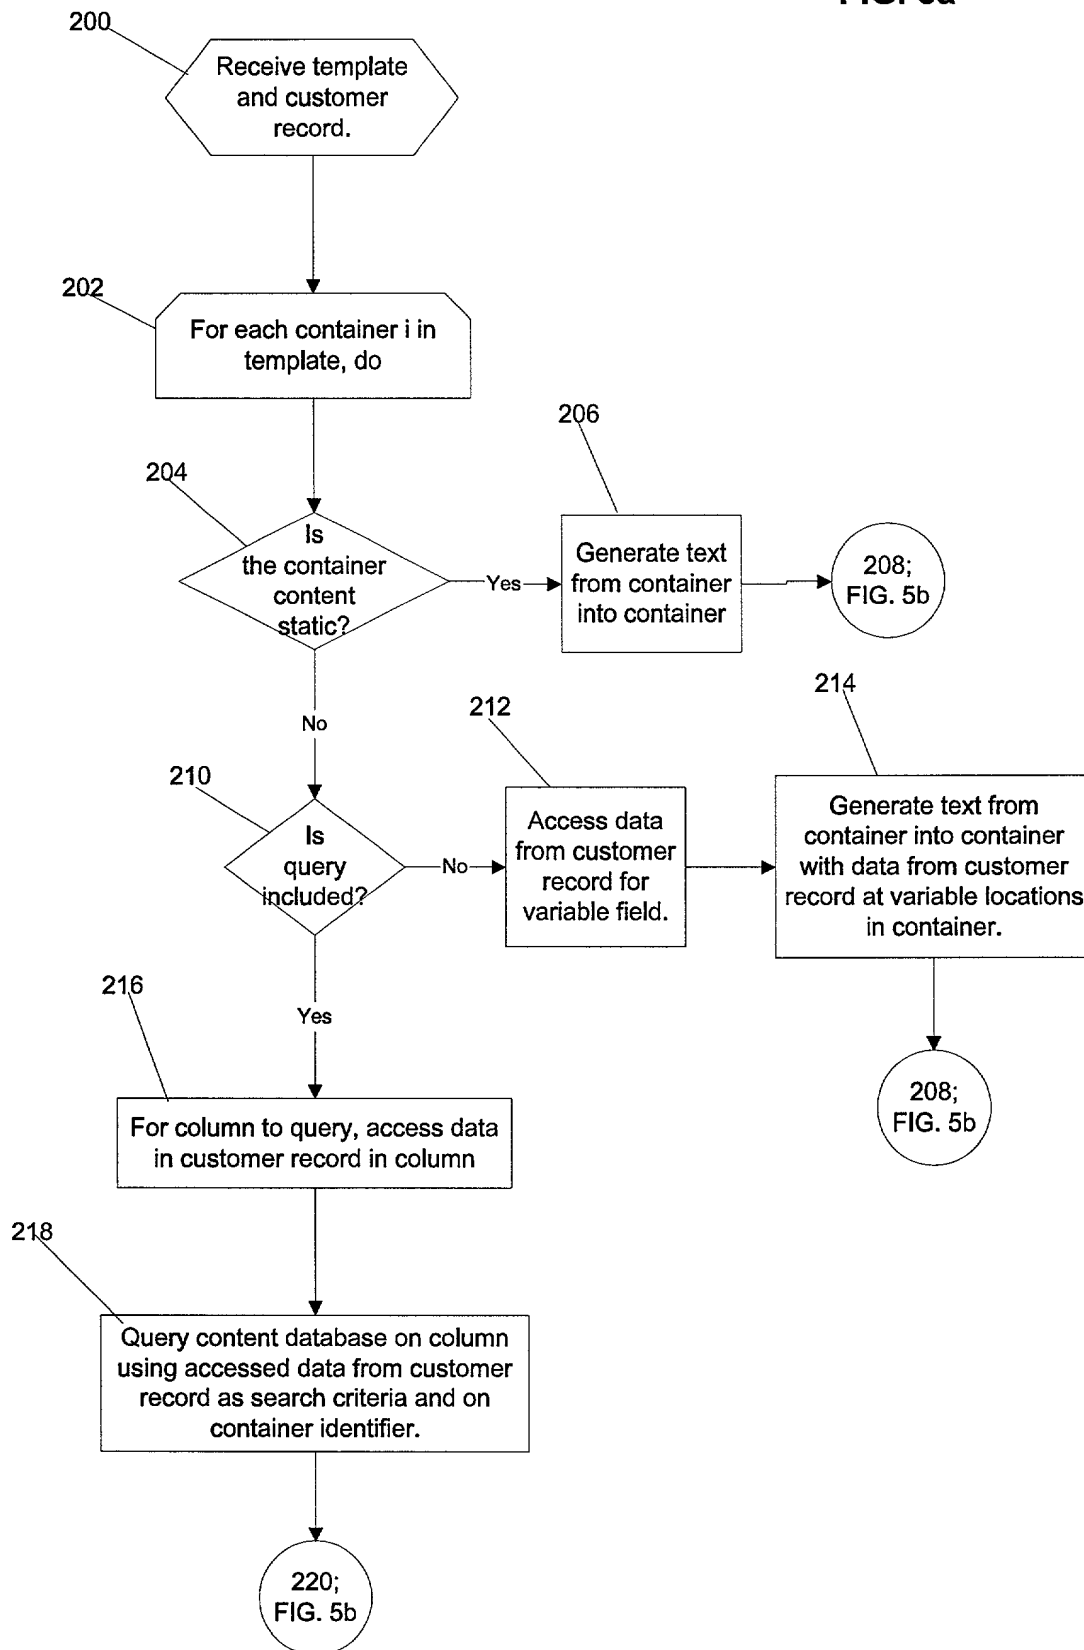 200
Receive template
and customer
record.
202
For each container i in
template, do
204
Is
the container
content
static?
Yes
206
Generate text
from container
into container
208;
FIG. 5b
No
210
Is
query
included?
No
212
Access data
from customer
record for
variable field.
214
Generate text from
container into container
with data from customer
record at variable locations
in container.
208;
FIG. 5b
Yes
216
For column to query, access data
in customer record in column
218
Query content database on column
using accessed data from customer
record as search criteria and on
container identifier.
220;
FIG. 5b